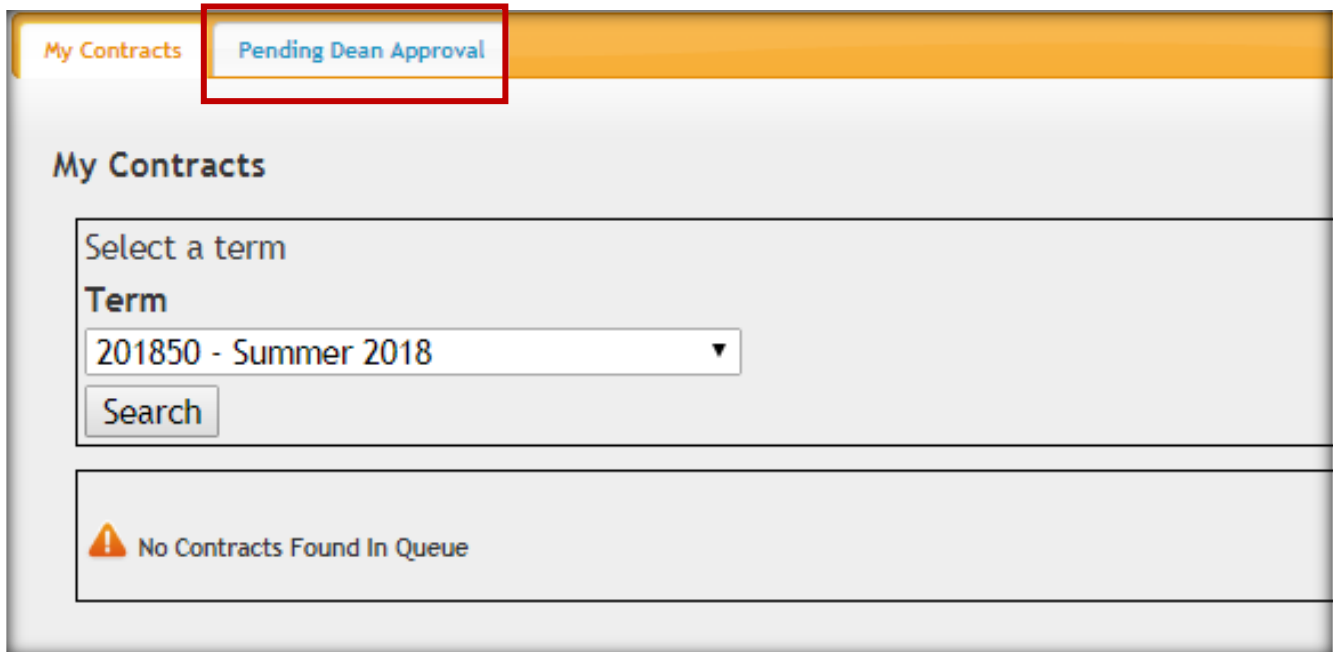 My Contracts Pending Dean Approval
My Contracts
Select a term
Term
201850 - Summer 2018
Search
No Contracts Found In Queue